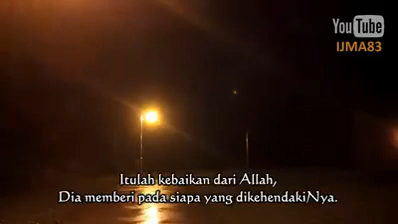 YouTube
IJMA83
Itulah kebaikan dari Allah,
Dia memberi pada siapa yang dikehendakiNya.